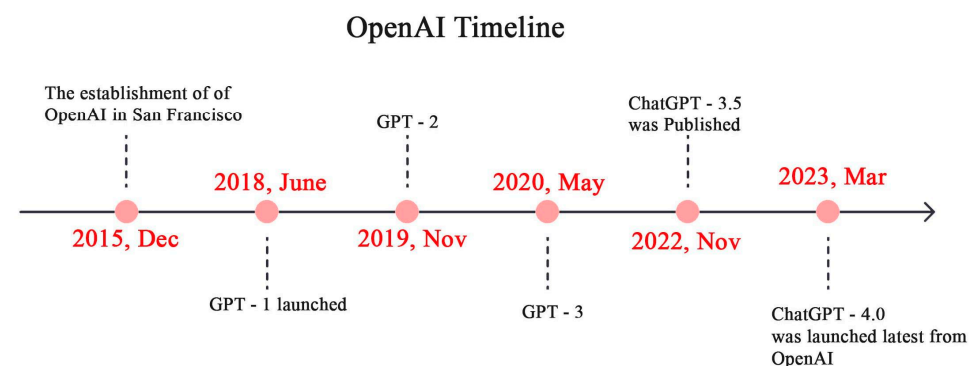 OpenAI Timeline
The establishment of of
OpenAI in San Francisco
2015, Dec
2018, June
GPT - 1 launched
GPT - 2
2019, Nov
2020, May
GPT - 3
ChatGPT - 3.5
was Published
2022, Nov
2023, Mar
ChatGPT - 4.0
was launched latest from
OpenAI